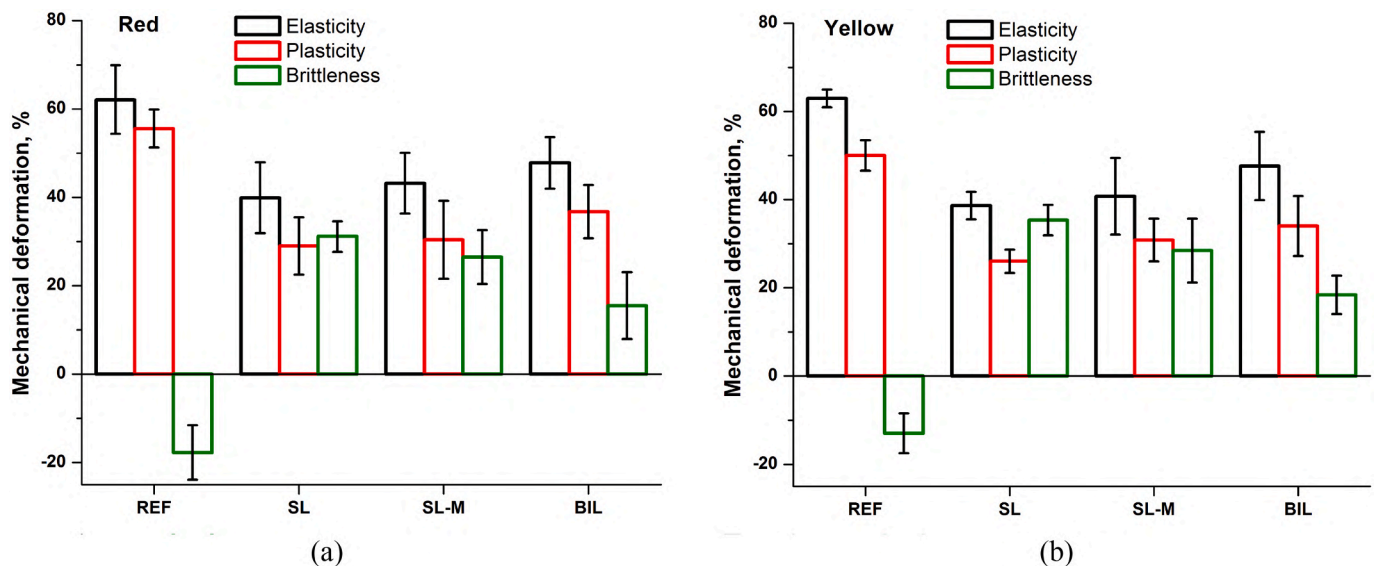 Red
Elasticity
Plasticity
Brittleness
Mechanical deformation, %
80
60
40
20
0
-20
REF SL SL-M BIL
(a)
Yellow
Elasticity
Plasticity
Brittleness
Mechanical deformation, %
80
60
40
20
0
-20
REF SL SL-M BIL
(b)